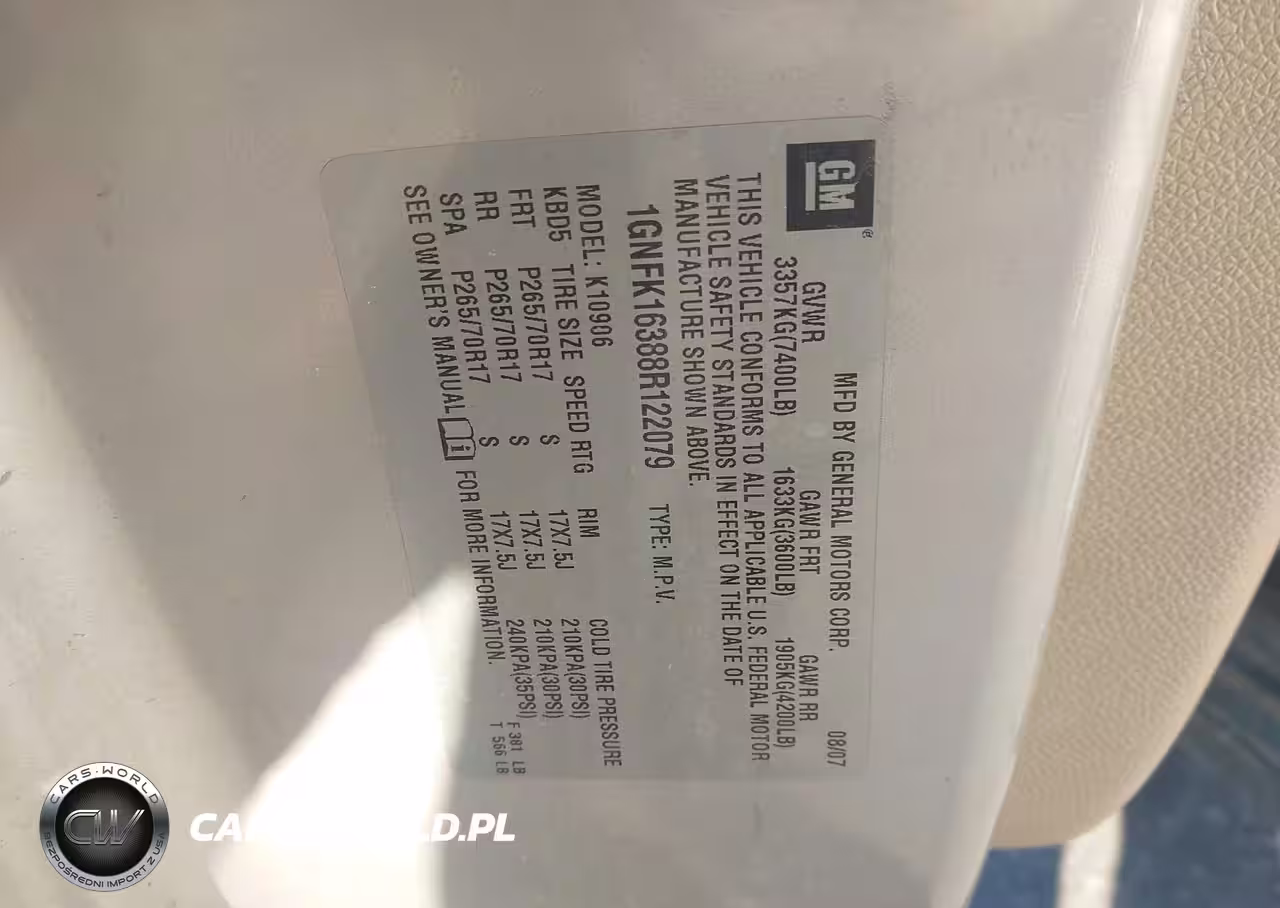 GM ®
MFD BY GENERAL MOTORS CORP. 08/07
GVWR GAWR FRT GAWR RR
3357KG(7400LB) 1633KG(3600LB) 1905KG(4200LB)
THIS VEHICLE CONFORMS TO ALL APPLICABLE U.S. FEDERAL MOTOR
VEHICLE SAFETY STANDARDS IN EFFECT ON THE DATE OF
MANUFACTURE SHOWN ABOVE.
1GNFK16388R122079 TYPE: M.P.V.
MODEL: K10906
KBD5 TIRE SIZE SPEED RTG RIM COLD TIRE PRESSURE
FRT P265/70R17 S 17X7.5J 210KPA(30PSI)
RR P265/70R17 S 17X7.5J 210KPA(30PSI)
SPA P265/70R17 S 17X7.5J 240KPA(35PSI) F 381 LB
SEE OWNER'S MANUAL FOR MORE INFORMATION. T 566 LB
CARS-WORLD
CW
BEZPOŚREDNI IMPORT Z USA